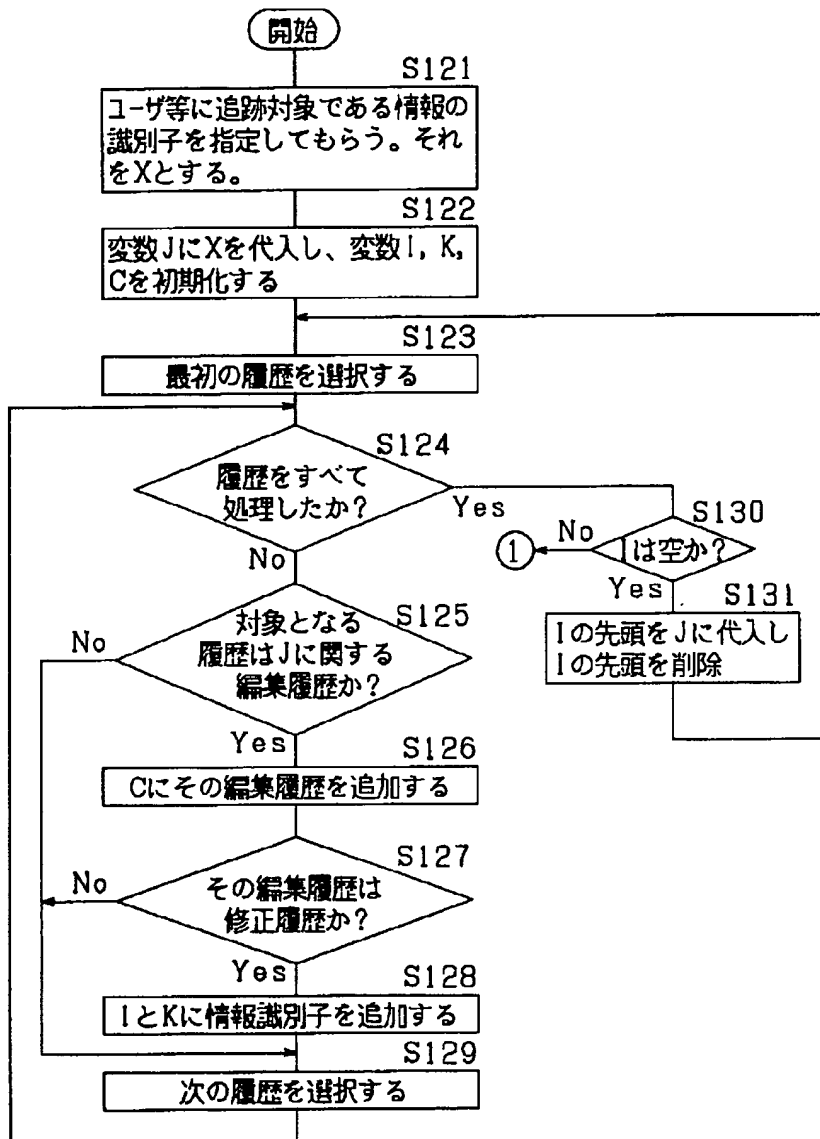 開始
S121
ユーザ等に追跡対象である情報の
識別子を指定してもらう。それ
をXとする。
S122
変数JにXを代入し、変数I, K,
Cを初期化する
S123
最初の履歴を選択する
S124
履歴をすべて
処理したか?
Yes
No
S130
Iは空か?
No
①
Yes
S131
Iの先頭をJに代入し
Iの先頭を削除
S125
対象となる
履歴はJに関する
編集履歴か?
No
Yes
S126
Cにその編集履歴を追加する
S127
その編集履歴は
修正履歴か?
No
Yes
S128
IとKに情報識別子を追加する
S129
次の履歴を選択する